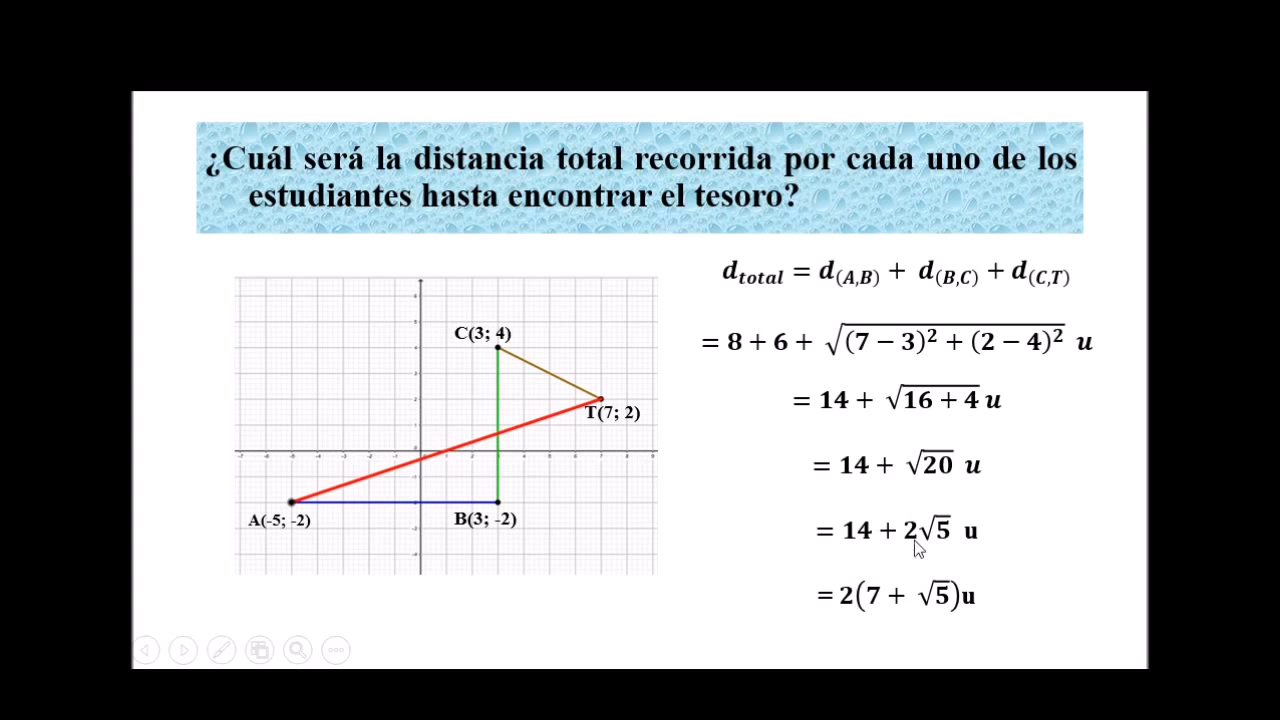 ¿Cuál será la distancia total recorrida por cada uno de los
estudiantes hasta encontrar el tesoro?
C(3; 4)
T(7; 2)
A(-5; -2)
B(3; -2)
d_total = d_(A,B) + d_(B,C) + d_(C,T)
= 8 + 6 + √((7 − 3)² + (2 − 4)²) u
= 14 + √(16 + 4) u
= 14 + √20 u
= 14 + 2√5 u
= 2(7 + √5)u